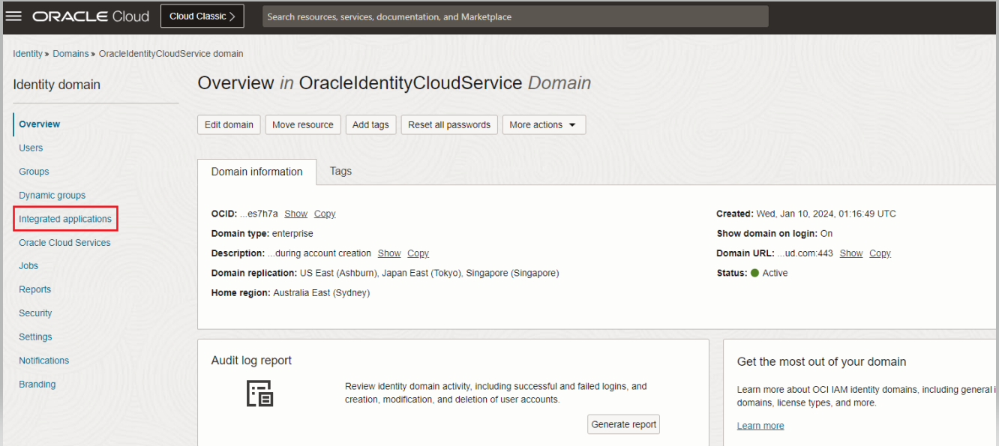 ORACLE Cloud
Cloud Classic >
Search resources, services, documentation, and Marketplace
Identity » Domains » OracleIdentityCloudService domain
Identity domain
Overview
Users
Groups
Dynamic groups
Integrated applications
Oracle Cloud Services
Jobs
Reports
Security
Settings
Notifications
Branding
Overview in OracleIdentityCloudService Domain
Edit domain
Move resource
Add tags
Reset all passwords
More actions
Domain information
Tags
OCID: ...es7h7a Show Copy
Domain type: enterprise
Description: ...during account creation Show Copy
Domain replication: US East (Ashburn), Japan East (Tokyo), Singapore (Singapore)
Home region: Australia East (Sydney)
Created: Wed, Jan 10, 2024, 01:16:49 UTC
Show domain on login: On
Domain URL: ...ud.com:443 Show Copy
Status: Active
Audit log report
Review identity domain activity, including successful and failed logins, and
creation, modification, and deletion of user accounts.
Generate report
Get the most out of your domain
Learn more about OCI IAM identity domains, including general i
domains, license types, and more.
Learn more